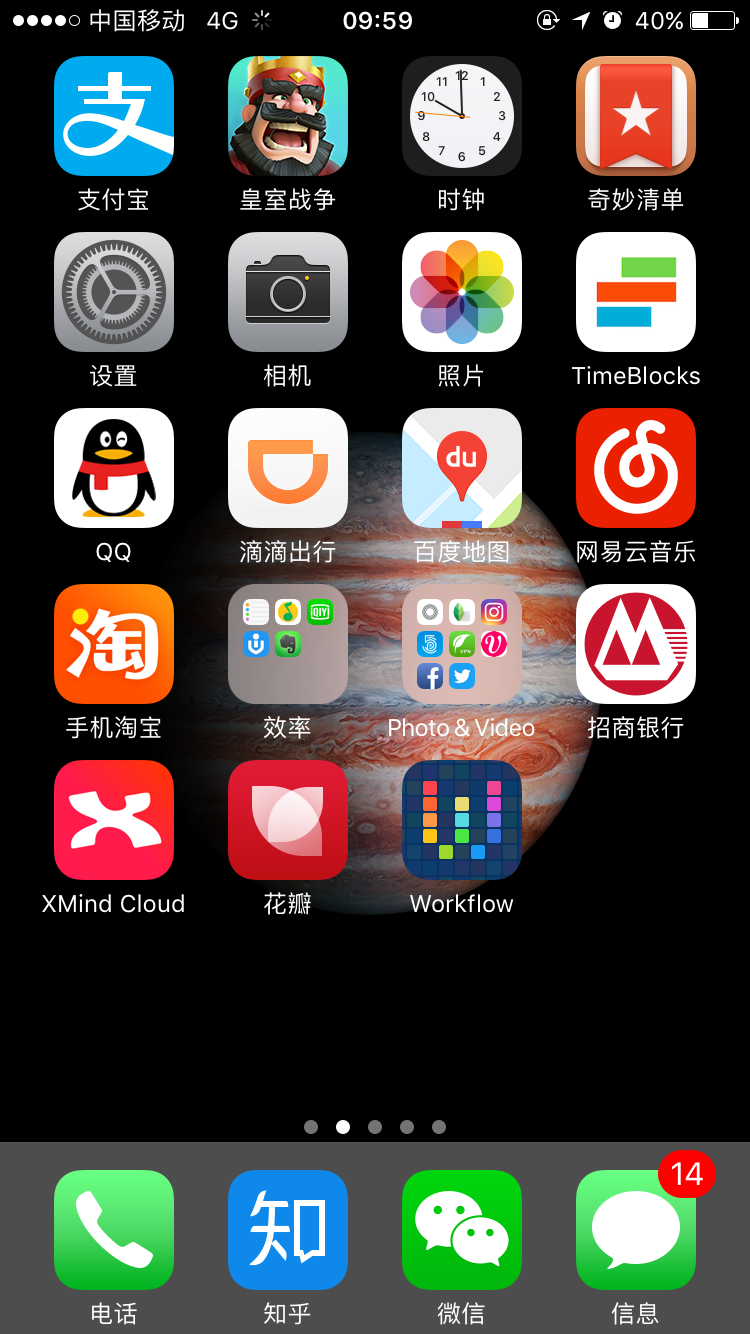 中国移动 4G 09:59 40%
支
12 1 2 3 4 5 6 7 8 9 10 11
支付宝 皇室战争 时钟 奇妙清单
设置 相机 照片 TimeBlocks
du
QQ 滴滴出行 百度地图 网易云音乐
淘
QIY
5
VPN
手机淘宝 效率 Photo & Video 招商银行
XMind Cloud 花瓣 Workflow
14
知
电话 知乎 微信 信息